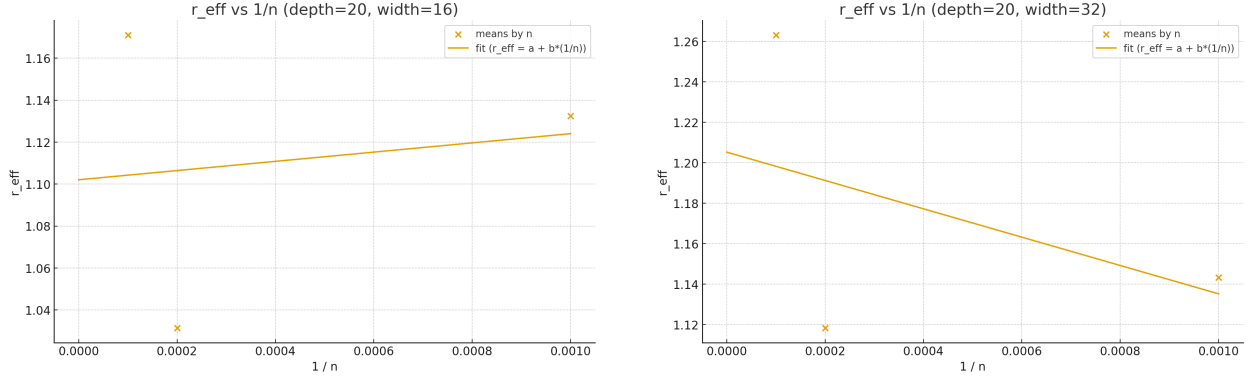 r_eff vs 1/n (depth=20, width=16)
means by n
fit (r_eff = a + b*(1/n))
r_eff
1.16
1.14
1.12
1.10
1.08
1.06
1.04
0.0000 0.0002 0.0004 0.0006 0.0008 0.0010
1 / n
r_eff vs 1/n (depth=20, width=32)
means by n
fit (r_eff = a + b*(1/n))
r_eff
1.26
1.24
1.22
1.20
1.18
1.16
1.14
1.12
0.0000 0.0002 0.0004 0.0006 0.0008 0.0010
1 / n